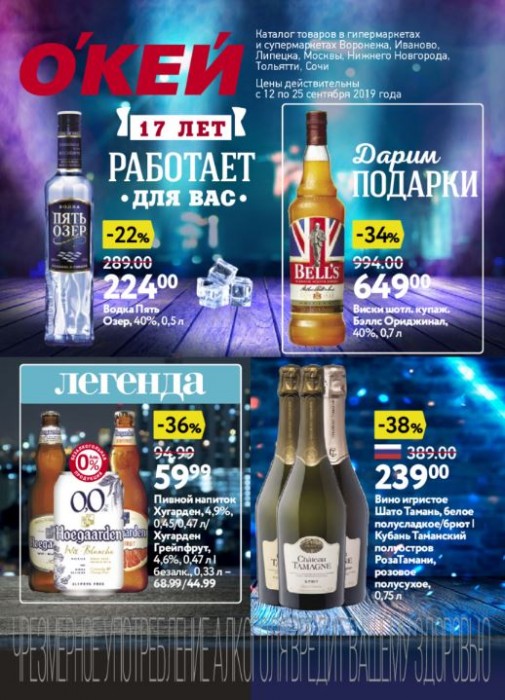 О'КЕЙ
Каталог товаров в гипермаркетах
и супермаркетах Воронежа, Иваново,
Липецка, Москвы, Нижнего Новгорода,
Тольятти, Сочи
Цены действительны
с 12 по 25 сентября 2019 года
17 ЛЕТ
РАБОТАЕТ
• ДЛЯ ВАС •
ВОДКА
ПЯТЬ
ОЗЕР
-22%
289.00
224 00
Водка Пять
Озер, 40%, 0,5 л
Дарим
ПОДАРКИ
BELL'S
-34%
994.00
649 00
Виски шотл. купаж.
Бэллс Ориджинал,
40%, 0,7 л
легенда
0%
0,0
Hoegaarden
Wit Blanche
-36%
94.99
59 99
Пивной напиток
Хугарден, 4,9%,
0,45/0,47 л/
Хугарден
Грейпфрут,
4,6%, 0,47 л |
безалк., 0,33 л –
68.99/44.99
Château
TAMAGNE
-38%
389.00
239 00
Вино игристое
Шато Тамань, белое
полусладкое/брют |
Кубань Таманский
полуостров
РозаТамани,
розовое
полусухое,
0,75 л
ЧРЕЗМЕРНОЕ УПОТРЕБЛЕНИЕ АЛКОГОЛЯ ВРЕДИТ ВАШЕМУ ЗДОРОВЬЮ